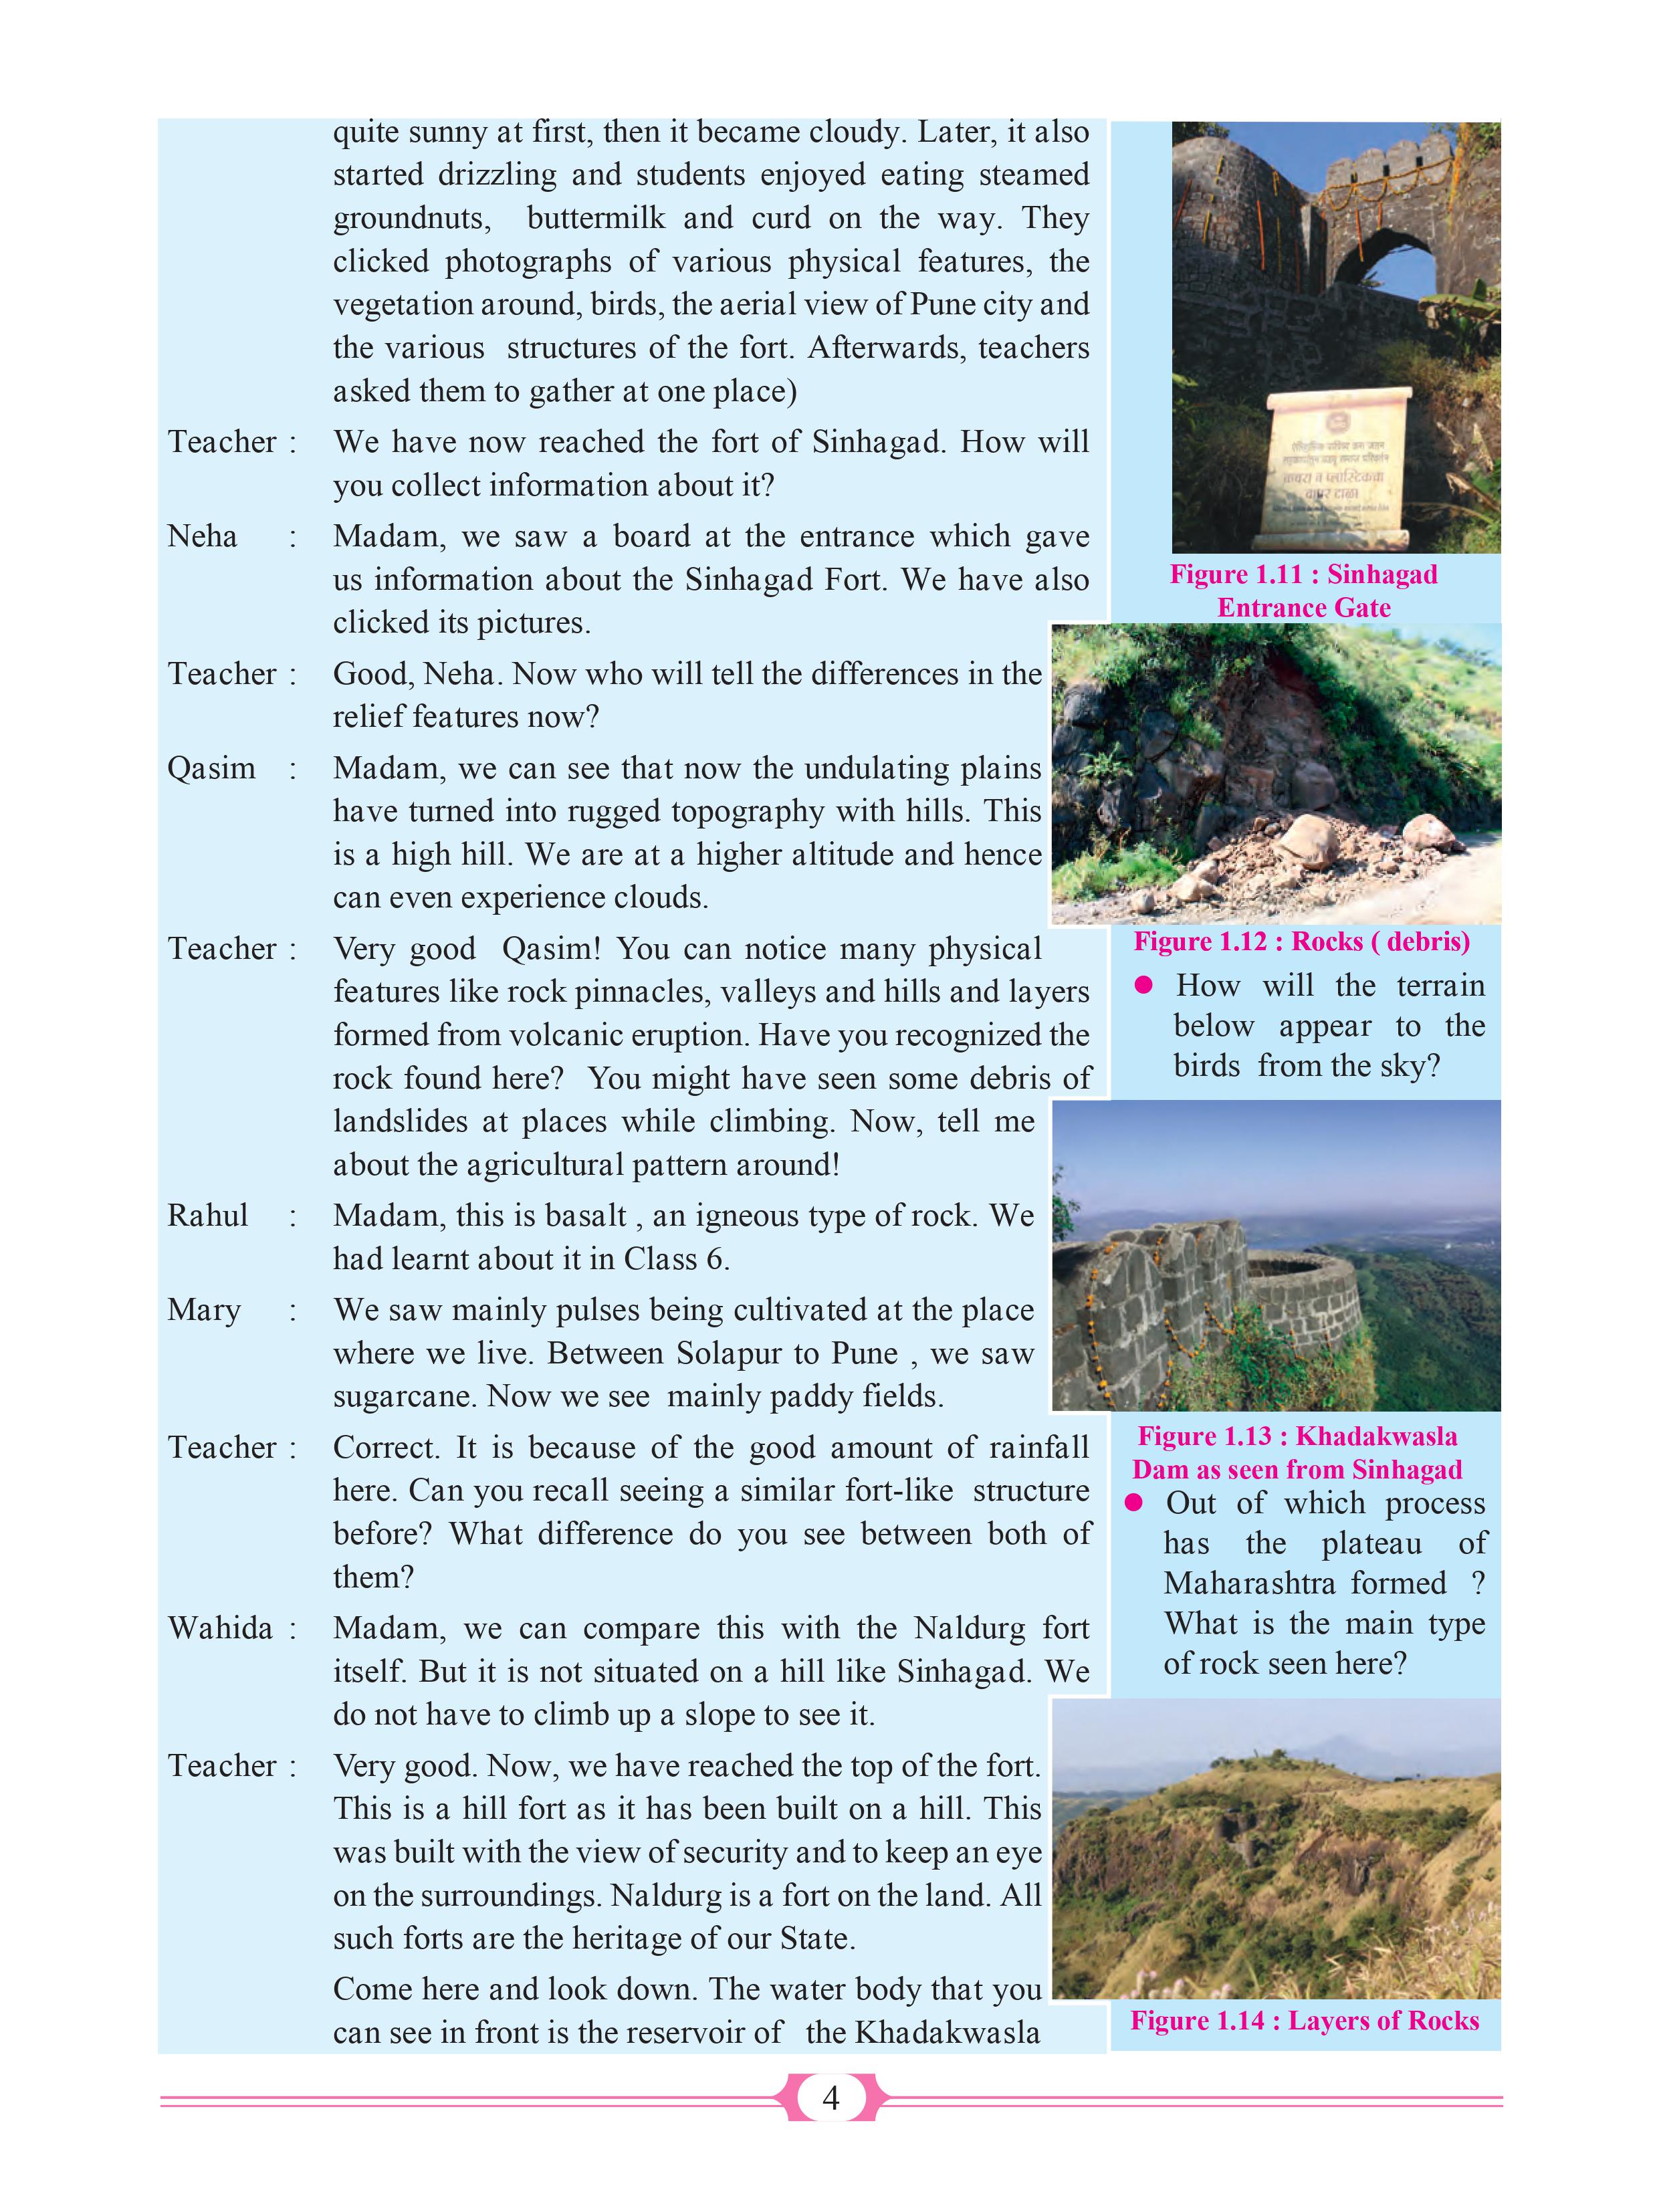 quite sunny at first, then it became cloudy. Later, it also
started drizzling and students enjoyed eating steamed
groundnuts, buttermilk and curd on the way. They
clicked photographs of various physical features, the
vegetation around, birds, the aerial view of Pune city and
the various structures of the fort. Afterwards, teachers
asked them to gather at one place)
Teacher : We have now reached the fort of Sinhagad. How will
you collect information about it?
Neha : Madam, we saw a board at the entrance which gave
us information about the Sinhagad Fort. We have also
clicked its pictures.
Teacher : Good, Neha. Now who will tell the differences in the
relief features now?
Qasim : Madam, we can see that now the undulating plains
have turned into rugged topography with hills. This
is a high hill. We are at a higher altitude and hence
can even experience clouds.
Teacher : Very good Qasim! You can notice many physical
features like rock pinnacles, valleys and hills and layers
formed from volcanic eruption. Have you recognized the
rock found here? You might have seen some debris of
landslides at places while climbing. Now, tell me
about the agricultural pattern around!
Rahul : Madam, this is basalt , an igneous type of rock. We
had learnt about it in Class 6.
Mary : We saw mainly pulses being cultivated at the place
where we live. Between Solapur to Pune , we saw
sugarcane. Now we see mainly paddy fields.
Teacher : Correct. It is because of the good amount of rainfall
here. Can you recall seeing a similar fort-like structure
before? What difference do you see between both of
them?
Wahida : Madam, we can compare this with the Naldurg fort
itself. But it is not situated on a hill like Sinhagad. We
do not have to climb up a slope to see it.
Teacher : Very good. Now, we have reached the top of the fort.
This is a hill fort as it has been built on a hill. This
was built with the view of security and to keep an eye
on the surroundings. Naldurg is a fort on the land. All
such forts are the heritage of our State.
Come here and look down. The water body that you
can see in front is the reservoir of the Khadakwasla
कचरा व प्लास्टिकचा
वापर टाळा
Figure 1.11 : Sinhagad
Entrance Gate
Figure 1.12 : Rocks ( debris)
● How will the terrain
below appear to the
birds from the sky?
Figure 1.13 : Khadakwasla
Dam as seen from Sinhagad
● Out of which process
has the plateau of
Maharashtra formed ?
What is the main type
of rock seen here?
Figure 1.14 : Layers of Rocks
4